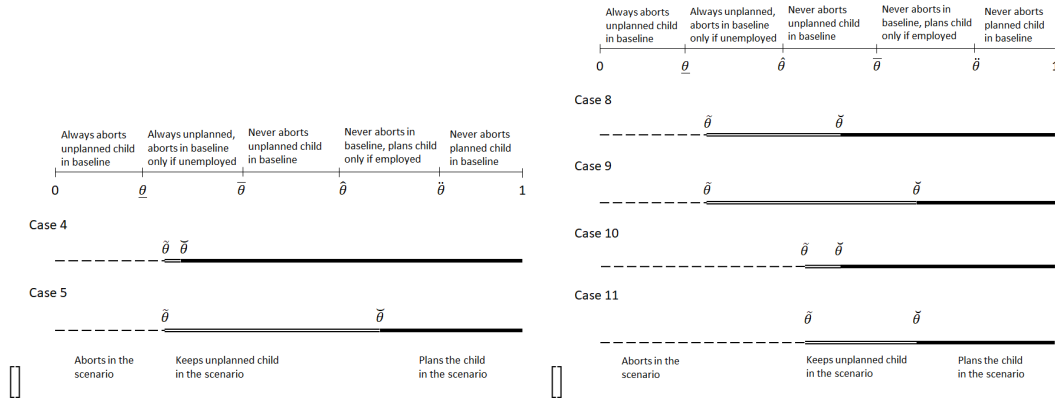 Always aborts unplanned child in baseline
Always unplanned, aborts in baseline only if unemployed
Never aborts unplanned child in baseline
Never aborts in baseline, plans child only if employed
Never aborts planned child in baseline
0 θ̲ θ̅ θ̂ θ̈ 1
Case 4
θ̃ θ̆
Case 5
θ̃ θ̆
Aborts in the scenario
Keeps unplanned child in the scenario
Plans the child in the scenario
[]
Always aborts unplanned child in baseline
Always unplanned, aborts in baseline only if unemployed
Never aborts unplanned child in baseline
Never aborts in baseline, plans child only if employed
Never aborts planned child in baseline
0 θ̲ θ̂ θ̅ θ̈ 1
Case 8
θ̃ θ̆
Case 9
θ̃ θ̆
Case 10
θ̃ θ̆
Case 11
θ̃ θ̆
Aborts in the scenario
Keeps unplanned child in the scenario
Plans the child in the scenario
[]